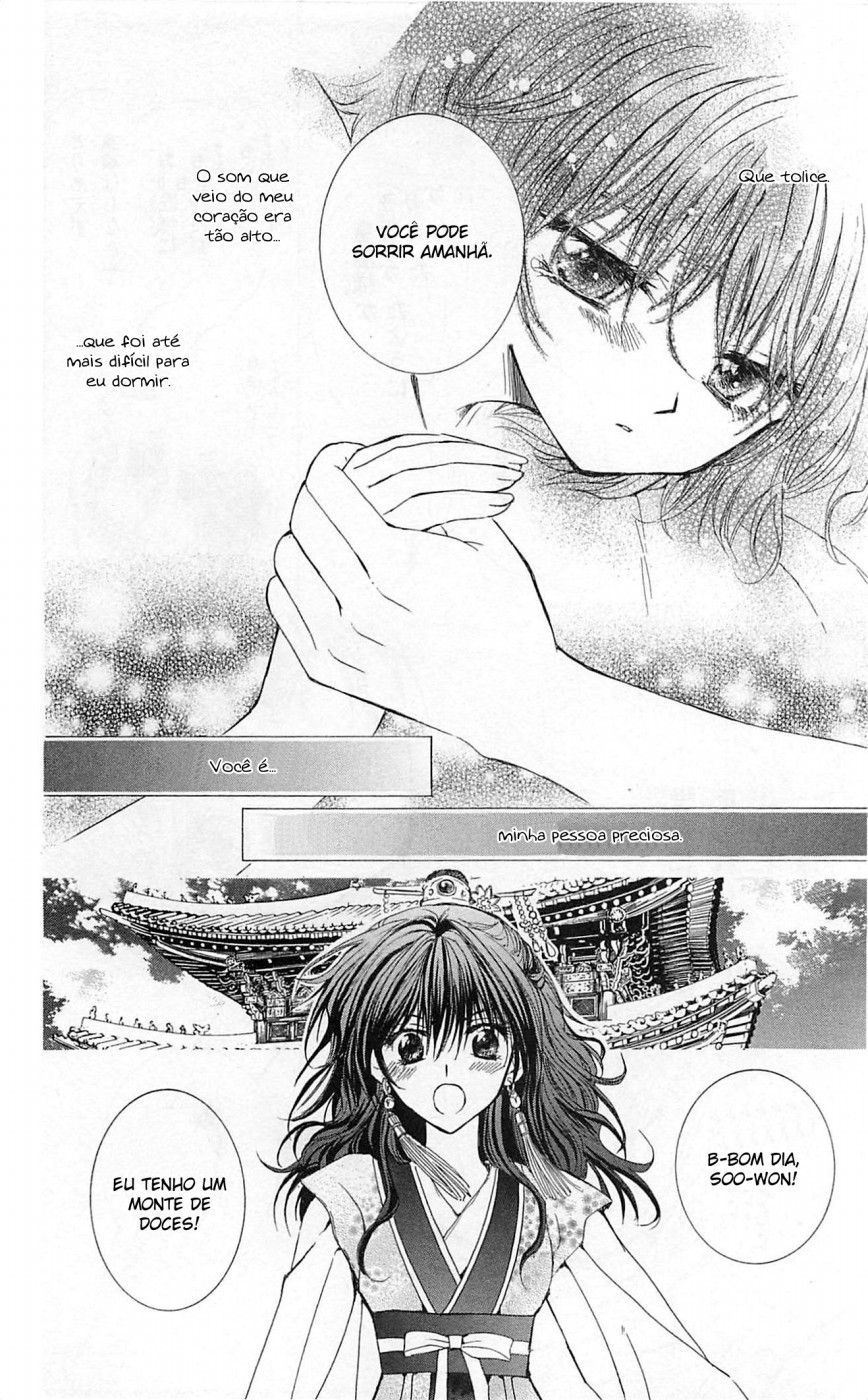 Que tolice.
VOCÊ PODE
SORRIR AMANHÃ.
O som que
veio do meu
coração era
tão alto...
...que foi até
mais difícil para
eu dormir.
Você é...
minha pessoa preciosa.
B-BOM DIA,
SOO-WON!
EU TENHO UM
MONTE DE
DOCES!